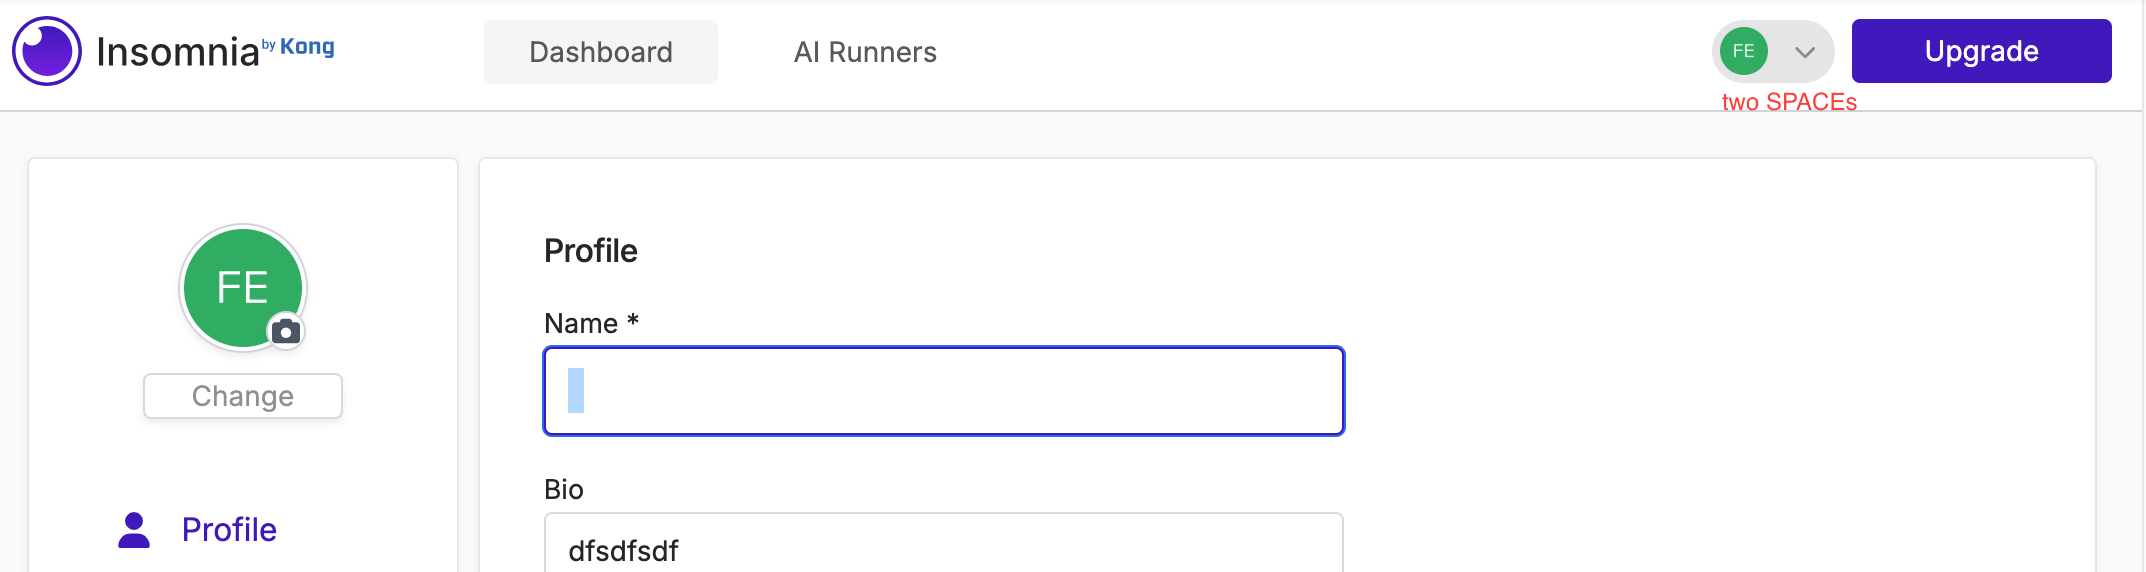 Insomnia by Kong
Dashboard
AI Runners
FE
Upgrade
two SPACEs
FE
Change
Profile
Profile
Name *
Bio
dfsdfsdf